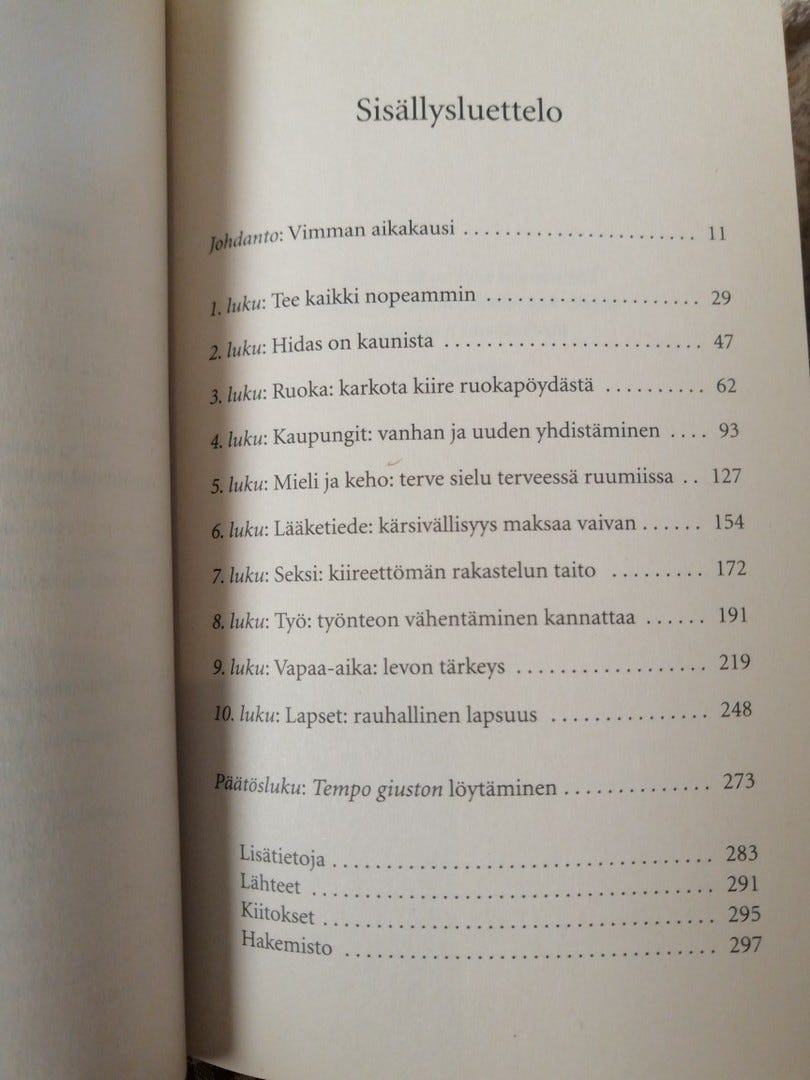 Sisällysluettelo
Johdanto: Vimman aikakausi ....................... 11
1. luku: Tee kaikki nopeammin ..................... 29
2. luku: Hidas on kaunista ......................... 47
3. luku: Ruoka: karkota kiire ruokapöydästä .......... 62
4. luku: Kaupungit: vanhan ja uuden yhdistäminen .... 93
5. luku: Mieli ja keho: terve sielu terveessä ruumiissa .. 127
6. luku: Lääketiede: kärsivällisyys maksaa vaivan ...... 154
7. luku: Seksi: kiireettömän rakastelun taito ......... 172
8. luku: Työ: työnteon vähentäminen kannattaa ...... 191
9. luku: Vapaa-aika: levon tärkeys ................... 219
10. luku: Lapset: rauhallinen lapsuus ............... 248
Päätösluku: Tempo giuston löytäminen .............. 273
Lisätietoja ..................................... 283
Lähteet ....................................... 291
Kiitokset ...................................... 295
Hakemisto .................................... 297